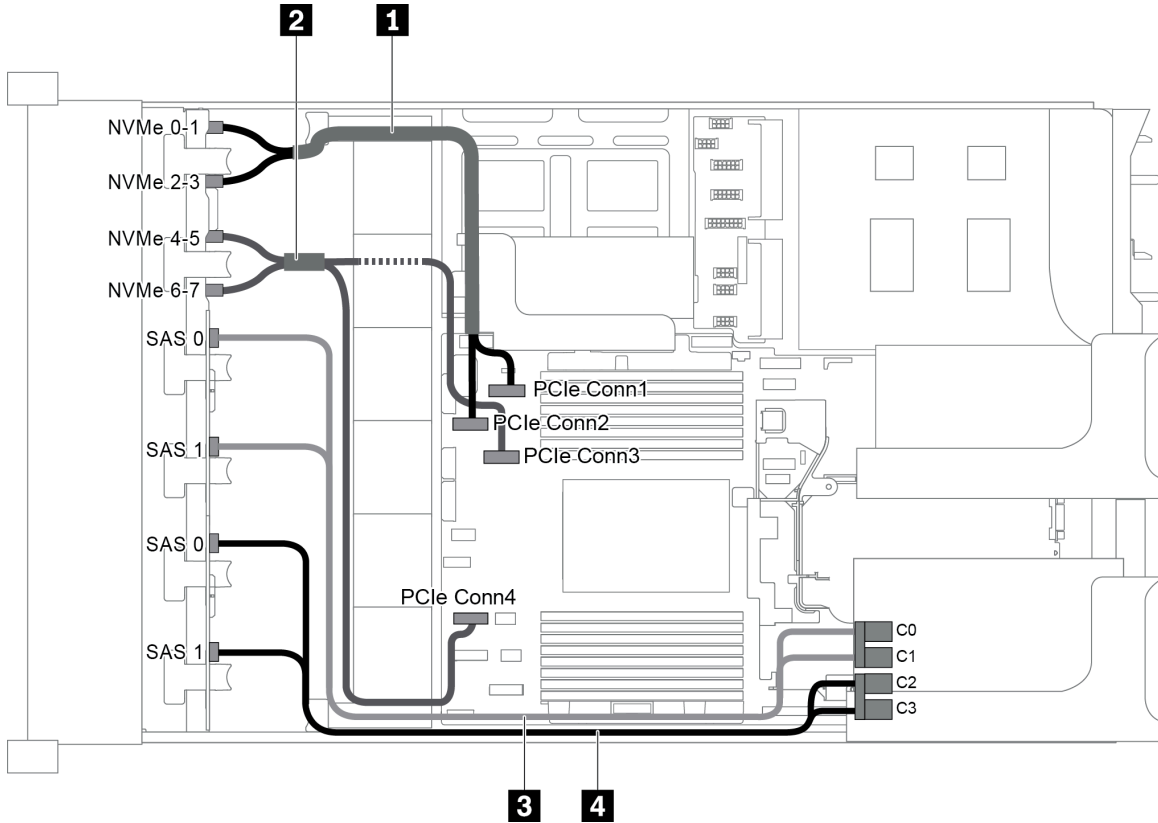 2
1
NVMe 0-1
NVMe 2-3
NVMe 4-5
NVMe 6-7
SAS 0
SAS 1
SAS 0
SAS 1
PCIe Conn1
PCIe Conn2
PCIe Conn3
PCIe Conn4
C0
C1
C2
C3
3
4